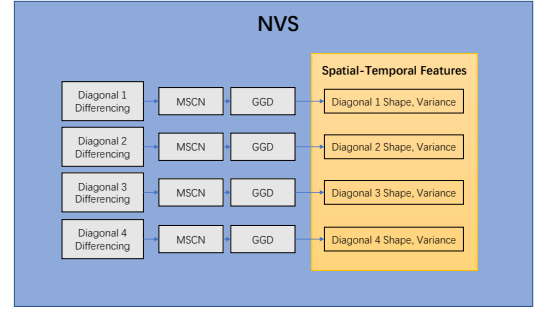 NVS
Spatial-Temporal Features
Diagonal 1
Differencing
MSCN
GGD
Diagonal 1 Shape, Variance
Diagonal 2
Differencing
MSCN
GGD
Diagonal 2 Shape, Variance
Diagonal 3
Differencing
MSCN
GGD
Diagonal 3 Shape, Variance
Diagonal 4
Differencing
MSCN
GGD
Diagonal 4 Shape, Variance